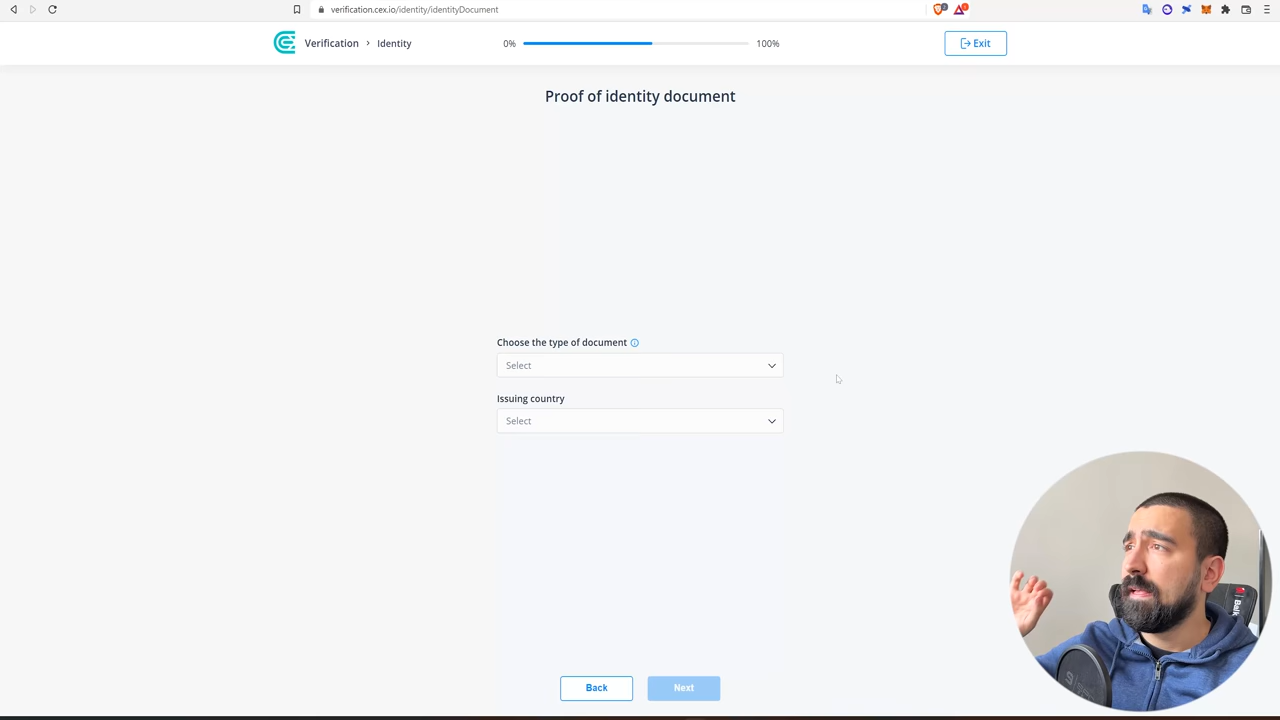 verification.cex.io/identity/identityDocument
Verification > Identity
0%
100%
Exit
Proof of identity document
Choose the type of document
Select
Issuing country
Select
Back
Next